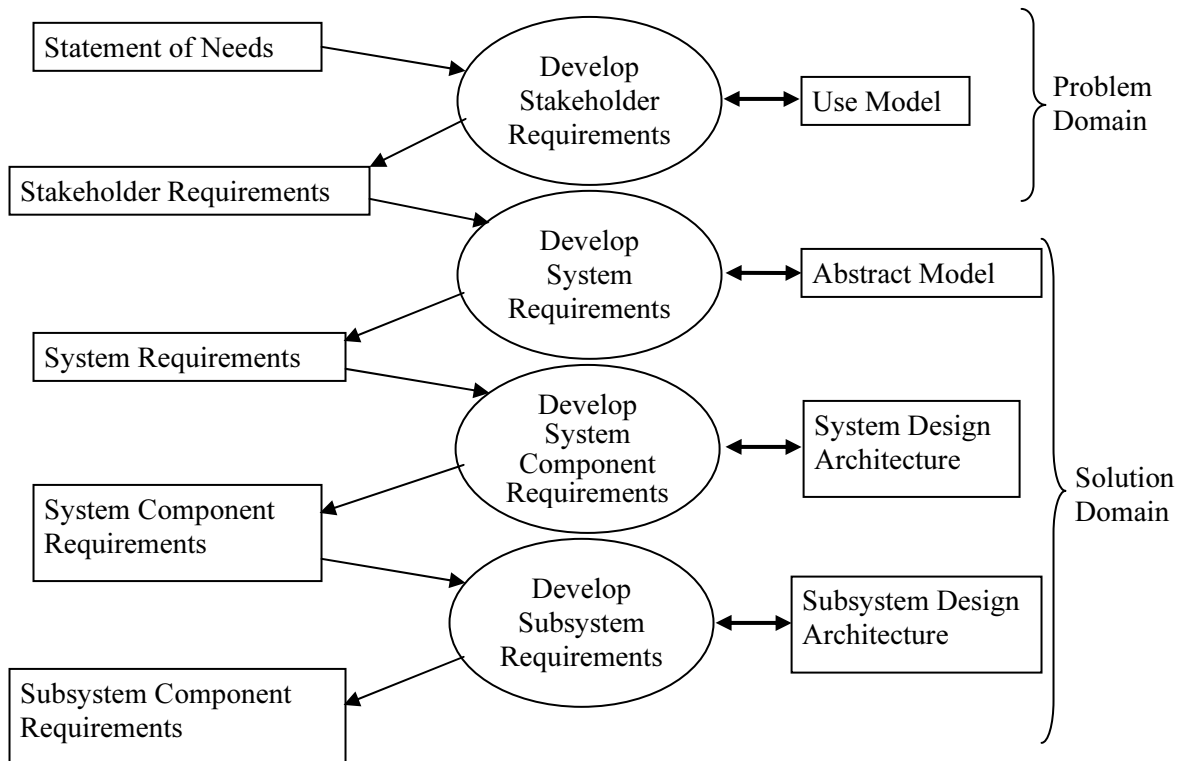 Statement of Needs
Develop
Stakeholder
Requirements
Use Model
Problem
Domain
Stakeholder Requirements
Develop
System
Requirements
Abstract Model
System Requirements
Develop
System
Component
Requirements
System Design
Architecture
Solution
Domain
System Component
Requirements
Develop
Subsystem
Requirements
Subsystem Design
Architecture
Subsystem Component
Requirements